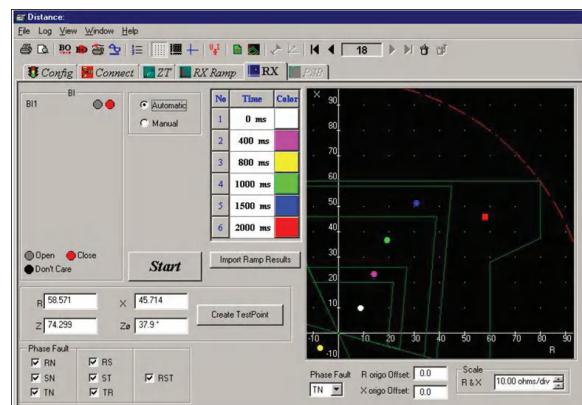 Distance:
File Log View Window Help
BO
18
Config Connect ZT RX Ramp RX PSB
BI
BI1
Automatic
Manual
Open Close
Don't Care
Start
No Time Color
1 0 ms
2 400 ms
3 800 ms
4 1000 ms
5 1500 ms
6 2000 ms
Import Ramp Results
R 58.571 X 45.714
Z 74.299 Zø 37.9°
Create TestPoint
Phase Fault
RN RS
SN ST RST
TN TR
X
90
80
70
60
50
40
30
20
10
-10 0 10 20 30 40 50 60 70 80 90
-10
R
Phase Fault
TN
R origo Offset: 0.0
X origo Offset: 0.0
Scale
R & X 10.00 ohms/div